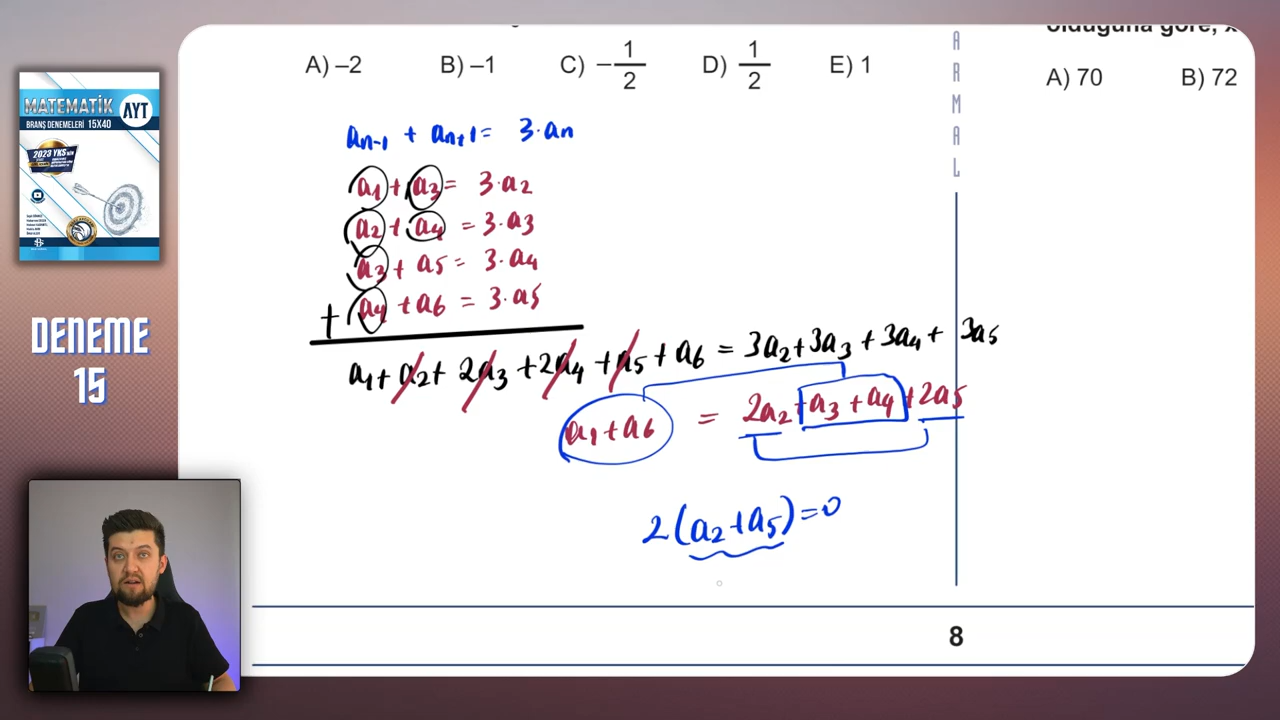 olduğuna göre, x
A) –2 B) –1 C) –1/2 D) 1/2 E) 1
A) 70 B) 72
A
R
M
A
L
MATEMATİK AYT
BRANŞ DENEMELERİ 15X40
DENEME
15
an-1 + an+1 = 3·an
a1 + a3 = 3·a2
a2 + a4 = 3·a3
a3 + a5 = 3·a4
+ a4 + a6 = 3·a5
a1 + a2 + 2a3 + 2a4 + a5 + a6 = 3a2 + 3a3 + 3a4 + 3a5
a1 + a6 = 2a2 + a3 + a4 + 2a5
2(a2 + a5) = 0
8